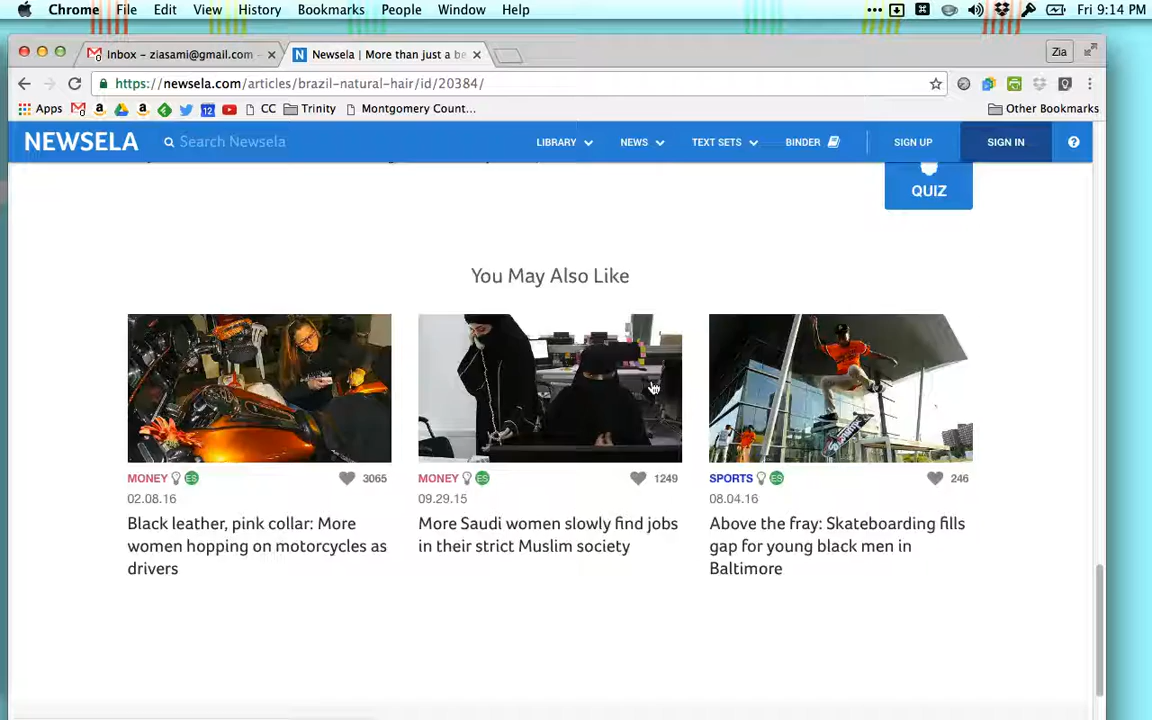 Chrome File Edit View History Bookmarks People Window Help Fri 9:14 PM
Inbox – ziasami@gmail.com Newsela | More than just a be Zia
https://newsela.com/articles/brazil-natural-hair/id/20384/
Apps CC Trinity Montgomery Count... Other Bookmarks
NEWSELA Search Newsela LIBRARY NEWS TEXT SETS BINDER SIGN UP SIGN IN ?
QUIZ
You May Also Like
MONEY ES 3065 MONEY ES 1249 SPORTS ES 246
02.08.16 09.29.15 08.04.16
Black leather, pink collar: More
women hopping on motorcycles as
drivers
More Saudi women slowly find jobs
in their strict Muslim society
Above the fray: Skateboarding fills
gap for young black men in
Baltimore